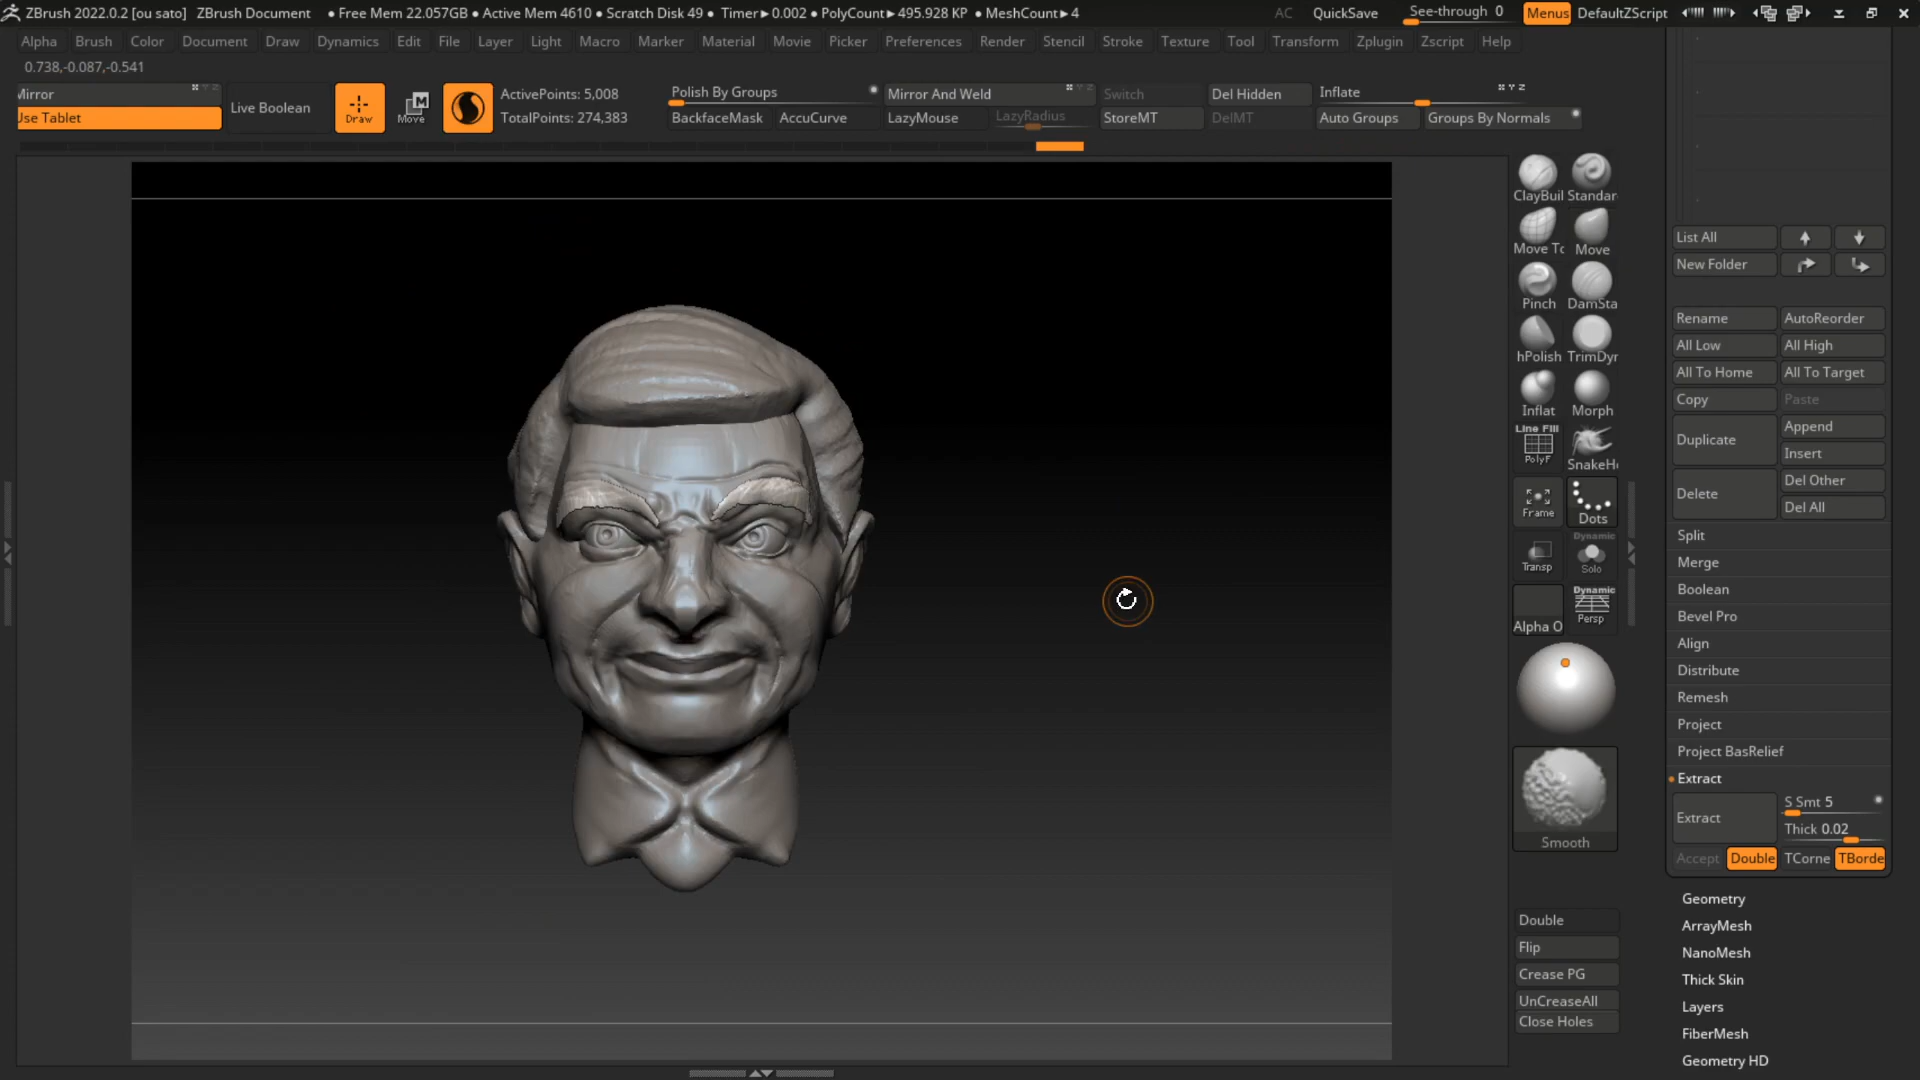 ZBrush 2022.0.2 [ou sato] ZBrush Document • Free Mem 22.057GB • Active Mem 4610 • Scratch Disk 49 • Timer▸0.002 • PolyCount▸495.928 KP • MeshCount▸4 AC QuickSave See-through 0 Menus DefaultZScript
Alpha Brush Color Document Draw Dynamics Edit File Layer Light Macro Marker Material Movie Picker Preferences Render Stencil Stroke Texture Tool Transform Zplugin Zscript Help
0.738,-0.087,-0.541
Mirror
Use Tablet
Live Boolean
Draw
M
Move
ActivePoints: 5,008
TotalPoints: 274,383
Polish By Groups
BackfaceMask AccuCurve
Mirror And Weld
LazyMouse LazyRadius
Switch
StoreMT
Del Hidden
DelMT
Inflate
Auto Groups Groups By Normals
ClayBuil Standar
Move To Move
Pinch DamSta
hPolish TrimDyn
Inflat Morph
Line Fill
PolyF SnakeH
Frame Dots
Transp
Dynamic
Solo
Alpha O
Dynamic
Persp
Smooth
Double
Flip
Crease PG
UnCreaseAll
Close Holes
List All
New Folder
Rename AutoReorder
All Low All High
All To Home All To Target
Copy Paste
Duplicate Append
Insert
Delete Del Other
Del All
Split
Merge
Boolean
Bevel Pro
Align
Distribute
Remesh
Project
Project BasRelief
Extract
Extract
S Smt 5
Thick 0.02
Accept Double TCorne TBorde
Geometry
ArrayMesh
NanoMesh
Thick Skin
Layers
FiberMesh
Geometry HD